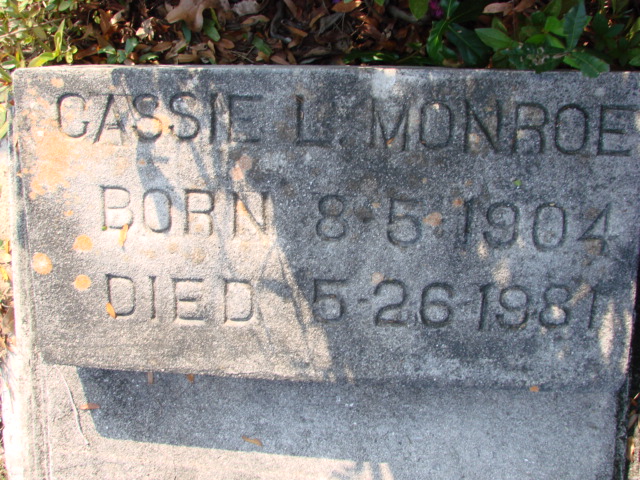 CASSIE L. MONROE
BORN 8-5-1904
DIED 5-26-1981